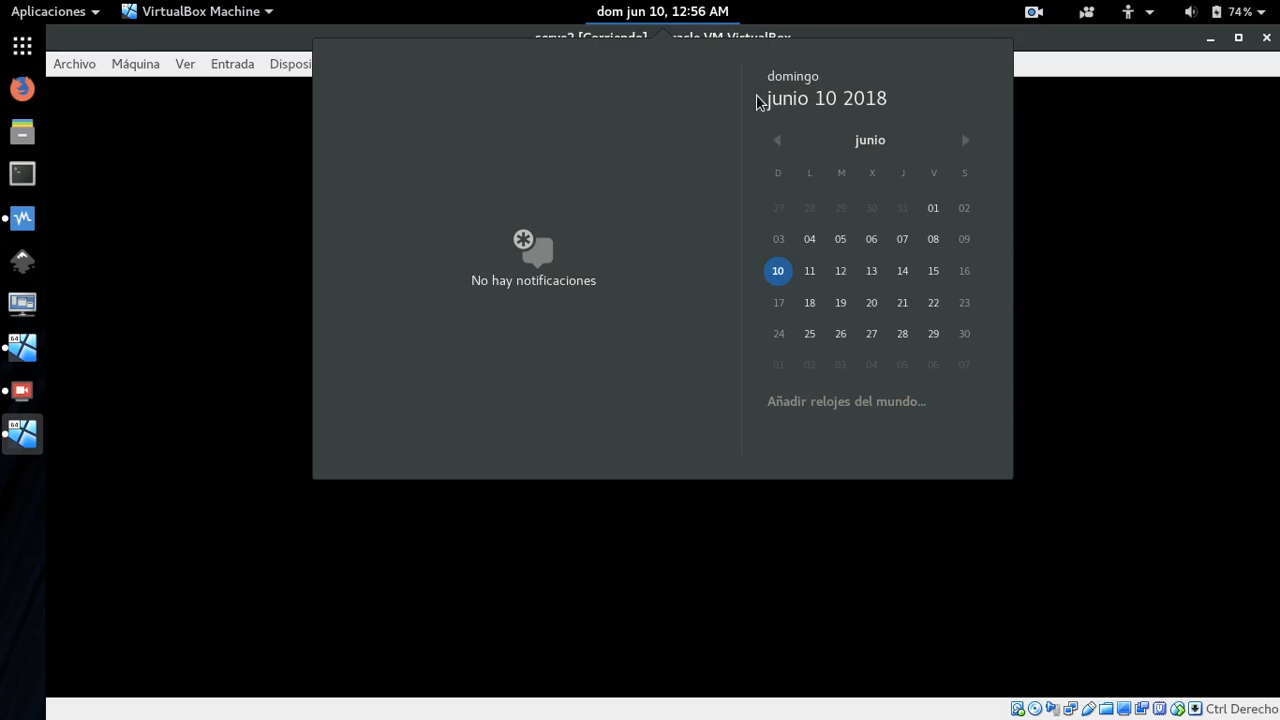 Aplicaciones
VirtualBox Machine
dom jun 10, 12:56 AM
74%
Archivo Máquina Ver Entrada Disposi
domingo
junio 10 2018
junio
D L M X J V S
27 28 29 30 31 01 02
03 04 05 06 07 08 09
10 11 12 13 14 15 16
17 18 19 20 21 22 23
24 25 26 27 28 29 30
01 02 03 04 05 06 07
Añadir relojes del mundo...
No hay notificaciones
Ctrl Derecho